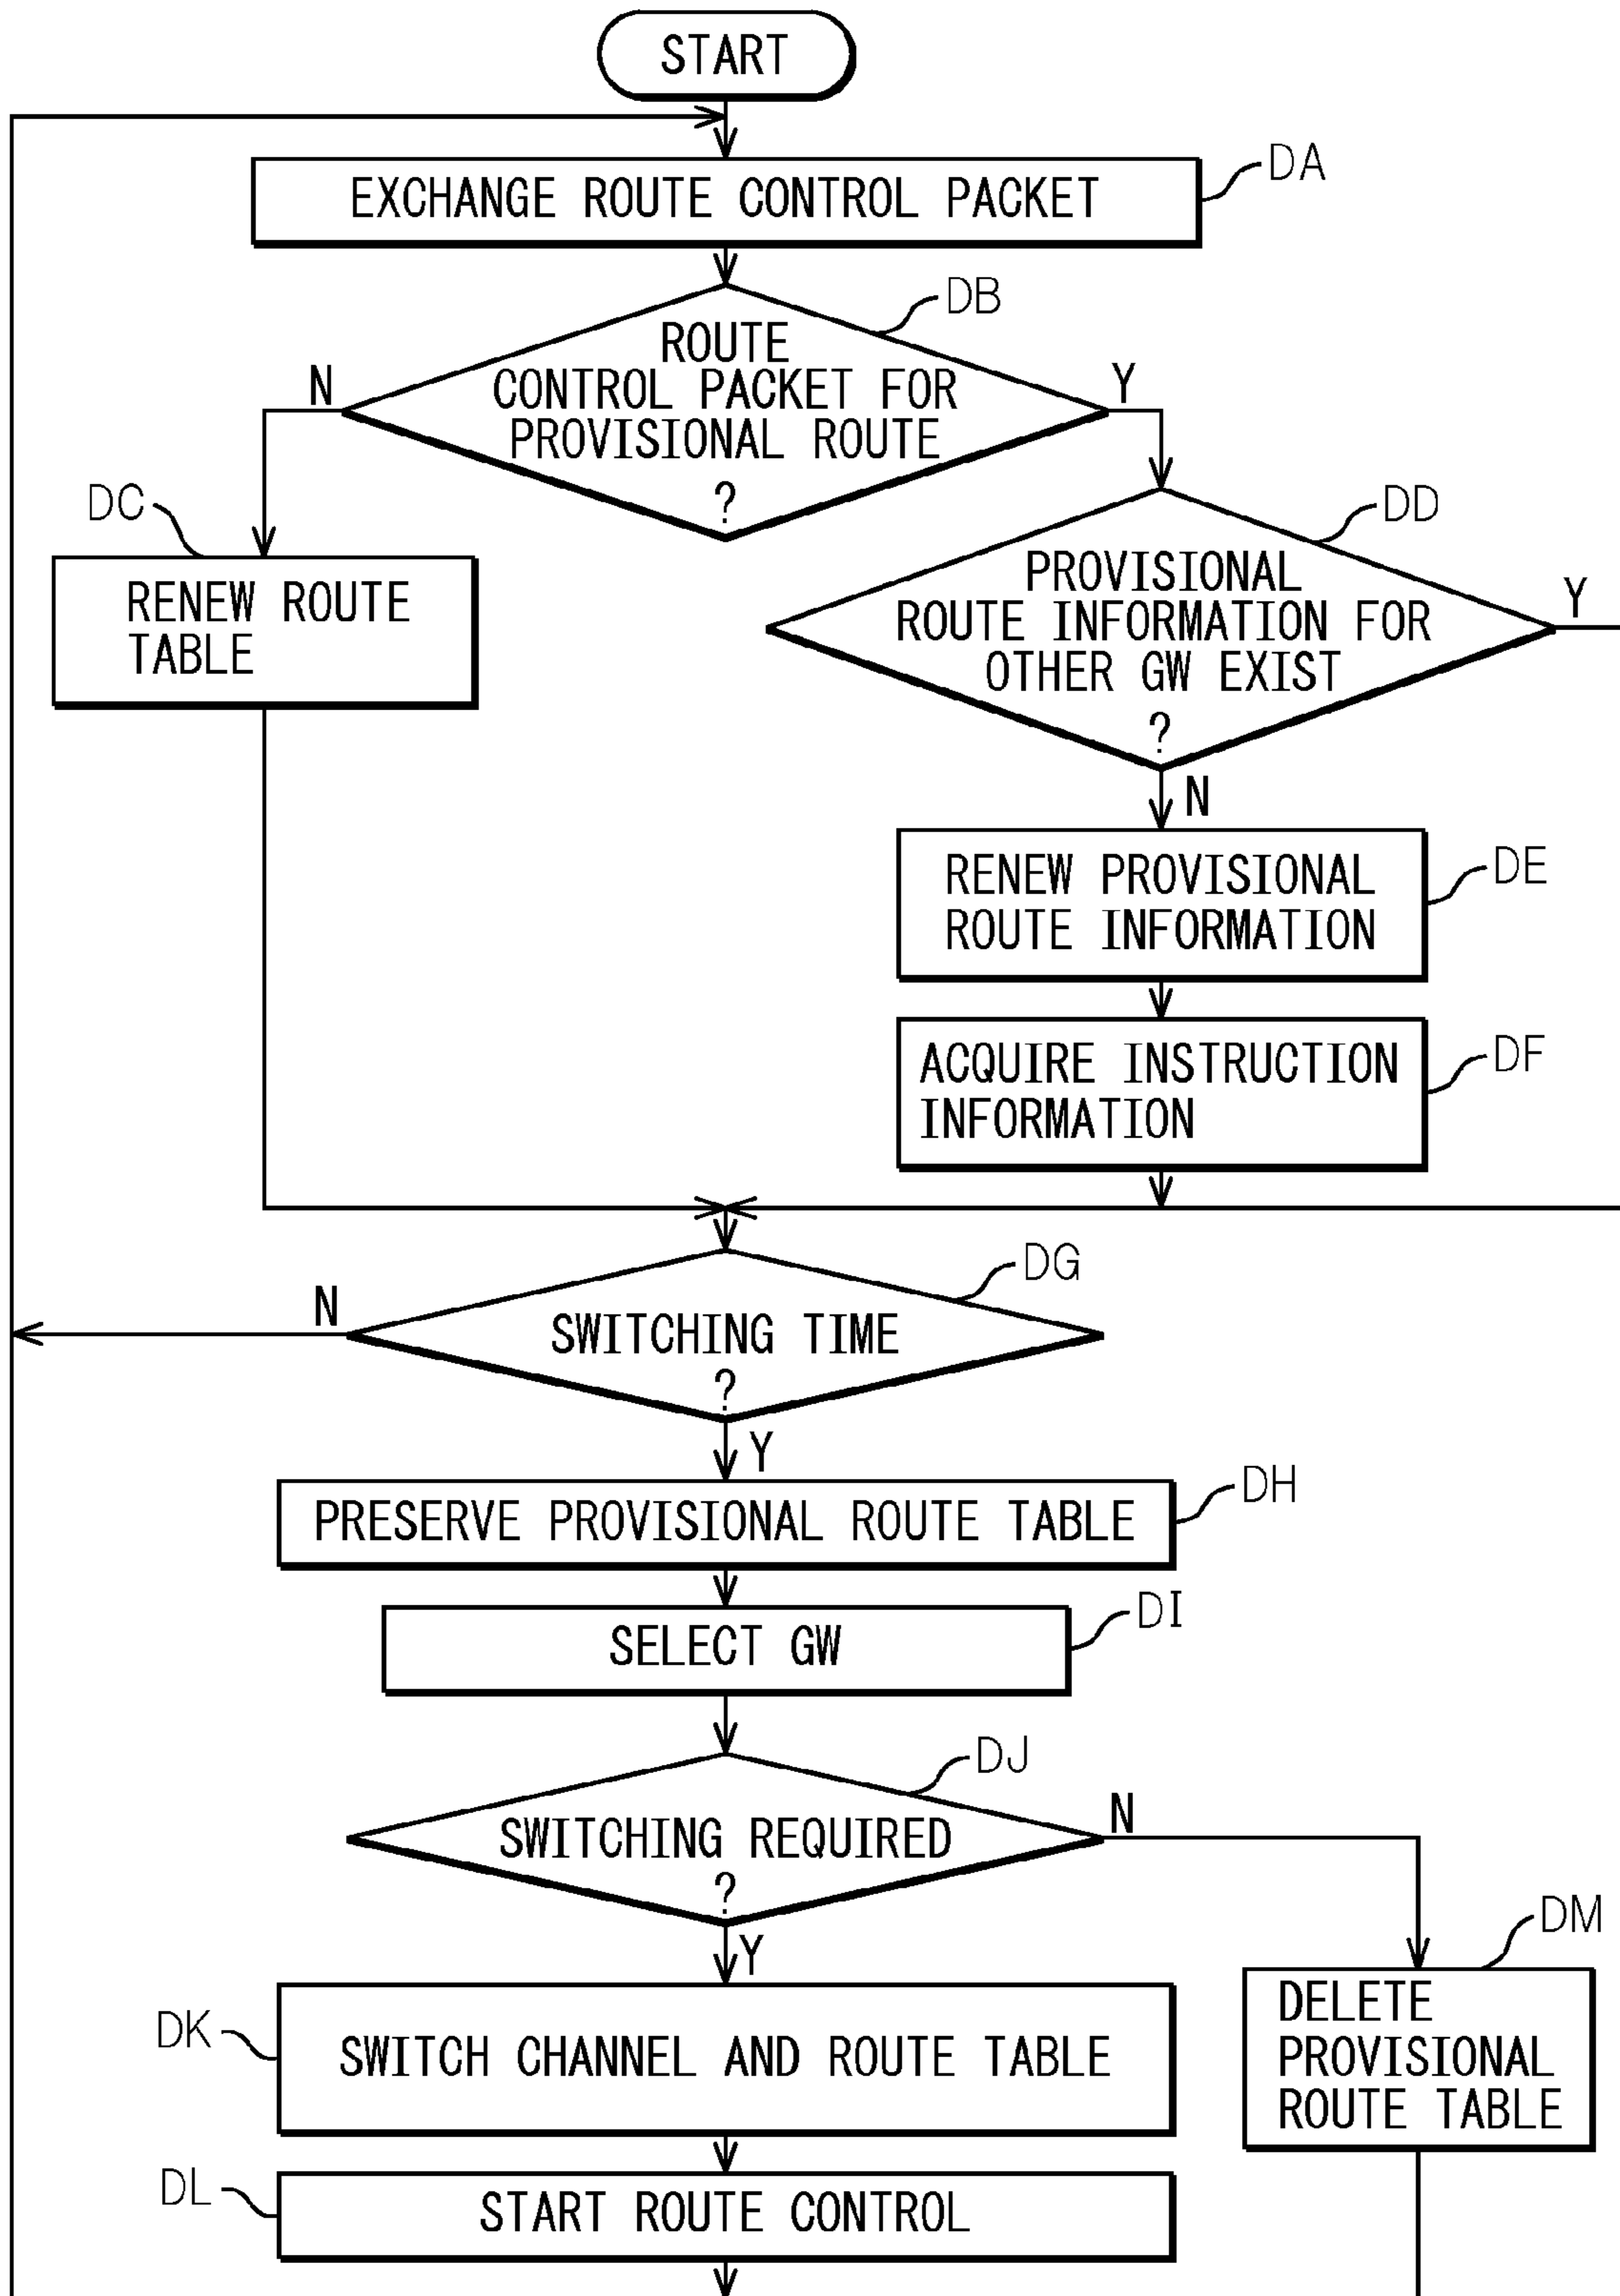 START
EXCHANGE ROUTE CONTROL PACKET
DA
DB
ROUTE
CONTROL PACKET FOR
PROVISIONAL ROUTE
?
N
Y
DC
RENEW ROUTE
TABLE
DD
PROVISIONAL
ROUTE INFORMATION FOR
OTHER GW EXIST
?
Y
N
RENEW PROVISIONAL
ROUTE INFORMATION
DE
ACQUIRE INSTRUCTION
INFORMATION
DF
DG
SWITCHING TIME
?
N
Y
PRESERVE PROVISIONAL ROUTE TABLE
DH
SELECT GW
DI
DJ
SWITCHING REQUIRED
?
N
Y
DK
SWITCH CHANNEL AND ROUTE TABLE
DM
DELETE
PROVISIONAL
ROUTE TABLE
DL
START ROUTE CONTROL